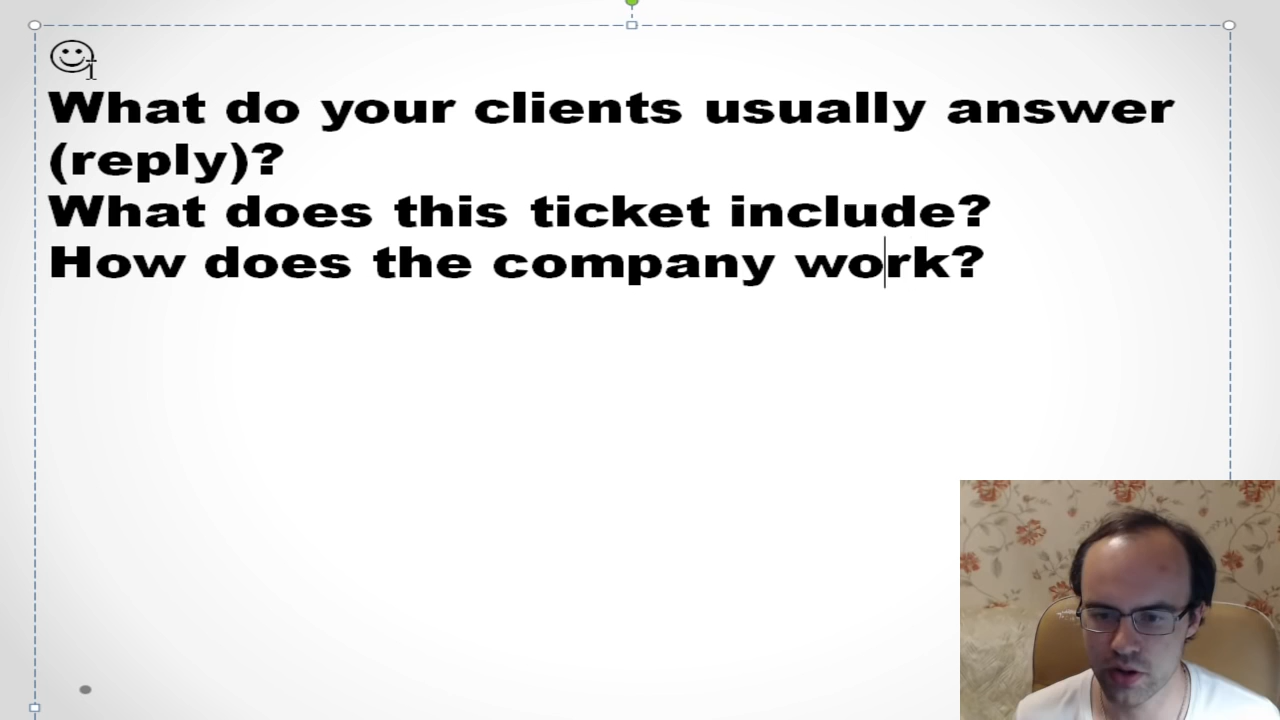 What do your clients usually answer
(reply)?
What does this ticket include?
How does the company work?